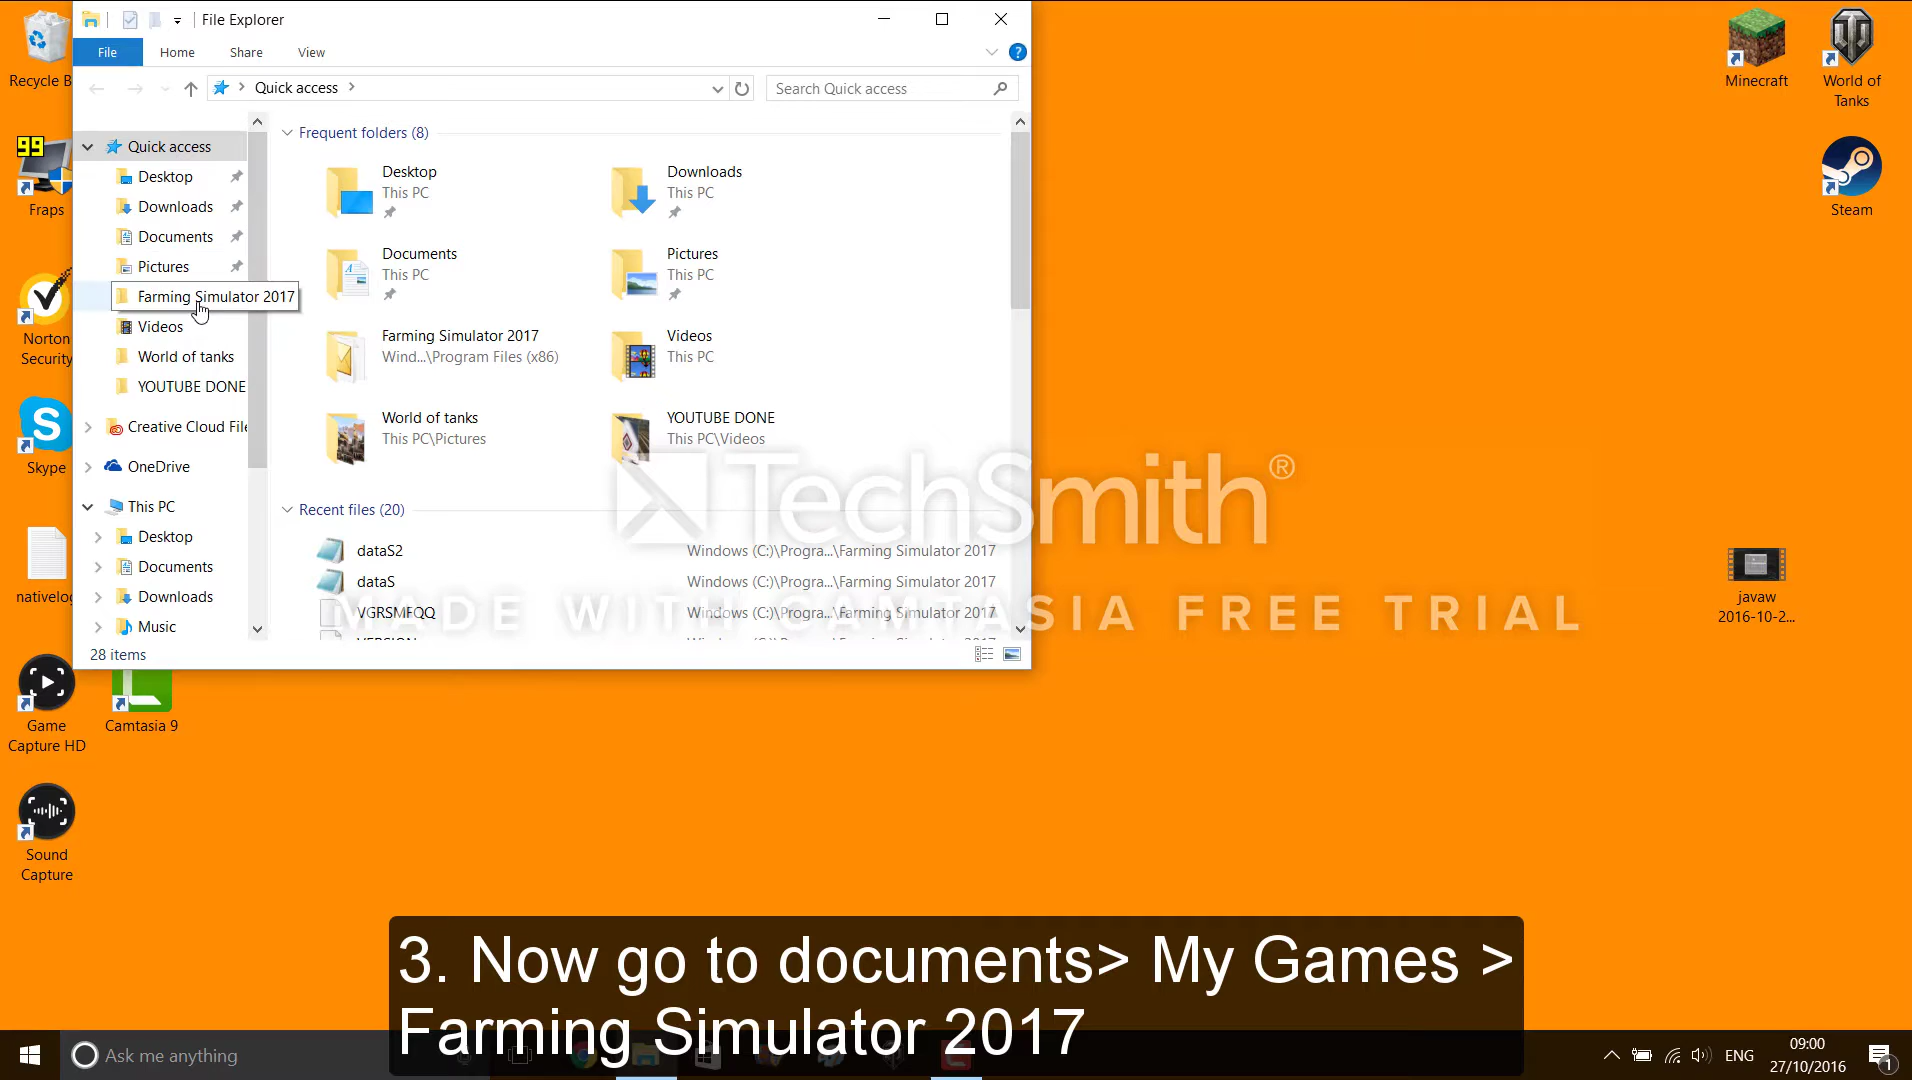 File Explorer
File
Home
Share
View
Quick access
Search Quick access
Quick access
Desktop
Downloads
Documents
Pictures
Farming Simulator 2017
Videos
World of tanks
YOUTUBE DONE
Creative Cloud File
OneDrive
This PC
Desktop
Documents
Downloads
Music
Frequent folders (8)
Desktop
This PC
Downloads
This PC
Documents
This PC
Pictures
This PC
Farming Simulator 2017
Wind...\Program Files (x86)
Videos
This PC
World of tanks
This PC\Pictures
YOUTUBE DONE
This PC\Videos
Recent files (20)
dataS2
Windows (C:)\Progra...\Farming Simulator 2017
dataS
Windows (C:)\Progra...\Farming Simulator 2017
Windows (C:)\Progra...\Farming Simulator 2017
28 items
Recycle B
99
Fraps
Norton
Security
Skype
nativelog
Game
Capture HD
Camtasia 9
Sound
Capture
Minecraft
World of
Tanks
Steam
javaw
2016-10-2...
TechSmith®
MADE WITH CAMTASIA FREE TRIAL
3. Now go to documents> My Games >
Farming Simulator 2017
Ask me anything
ENG
09:00
27/10/2016
1